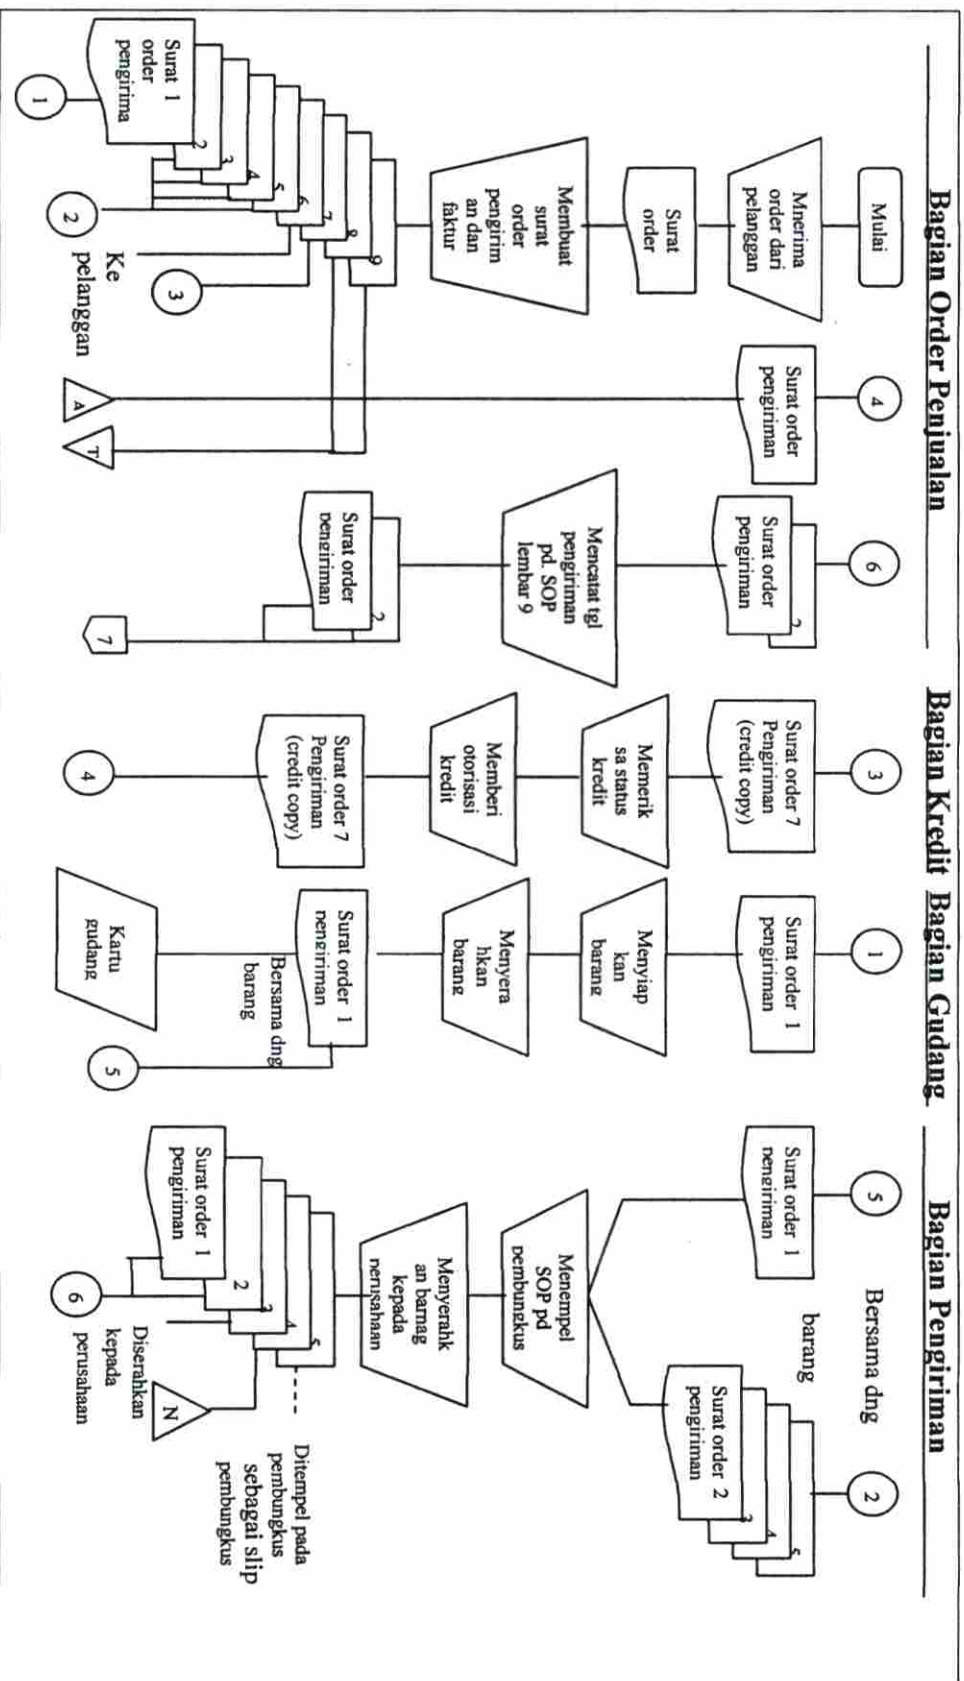 Bagian Order Penjualan
Mulai
Mnerima
order dari
pelanggan
Surat
order
Membuat
surat
order
pengirim
an dan
faktur
Surat 1
order
pengirima
2
3
4
5
6
7
8
9
1
2
Ke
pelanggan
3
4
Surat order
pengiriman
A
T
6
Surat order
pengiriman
2
Mencatat tgl
pengiriman
pd. SOP
lembar 9
Surat order
pengiriman
2
7
Bagian Kredit
3
Surat order 7
Pengiriman
(credit copy)
Memerik
sa status
kredit
Memberi
otorisasi
kredit
Surat order 7
Pengiriman
(credit copy)
4
Bagian Gudang
1
Surat order 1
pengiriman
Menyiap
kan
barang
Menyera
hkan
barang
Surat order 1
pengiriman
Bersama dng
barang
Kartu
gudang
5
Bagian Pengiriman
5
Bersama dng
barang
2
Surat order 1
pengiriman
Surat order 2
pengiriman
3
4
5
Menempel
SOP pd
pembungkus
Menyerahk
an barnag
kepada
perusahaan
Surat order 1
pengiriman
2
3
4
5
6
Diserahkan
kepada
perusahaan
N
Ditempel pada
pembungkus
sebagai slip
pembungkus